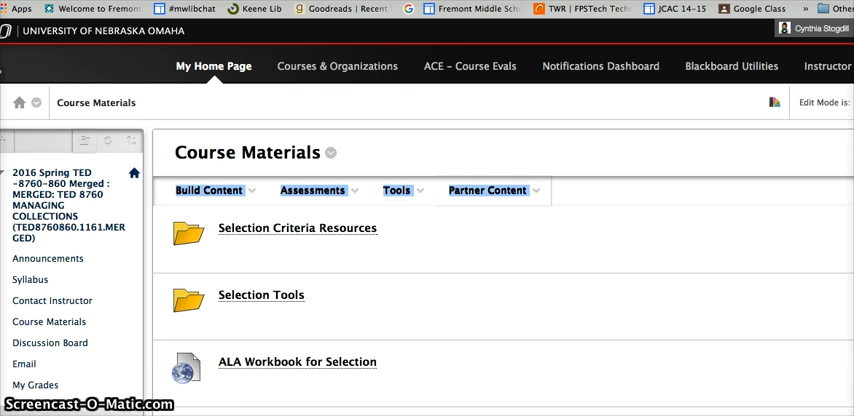 Apps Welcome to Fremon #mwlibchat Keene Lib Goodreads | Recent Fremont Middle Sch TWR | FPSTech Tech JCAC 14-15 Google Class » Other
UNIVERSITY OF NEBRASKA OMAHA Cynthia Stogdill
My Home Page Courses & Organizations ACE - Course Evals Notifications Dashboard Blackboard Utilities Instructor
Course Materials Edit Mode is:
Course Materials
Build Content Assessments Tools Partner Content
2016 Spring TED
-8760-860 Merged :
MERGED: TED 8760
MANAGING
COLLECTIONS
(TED8760860.1161.MER
GED)
Announcements
Syllabus
Contact Instructor
Course Materials
Discussion Board
Email
My Grades
Selection Criteria Resources
Selection Tools
ALA Workbook for Selection
Screencast-O-Matic.com